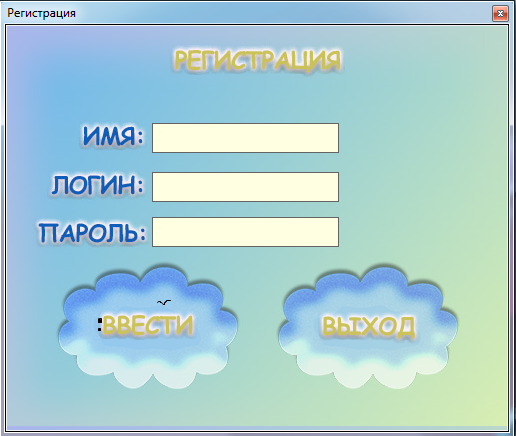 Регистрация
РЕГИСТРАЦИЯ
ИМЯ:
ЛОГИН:
ПАРОЛЬ:
ВВЕСТИ ВЫХОД